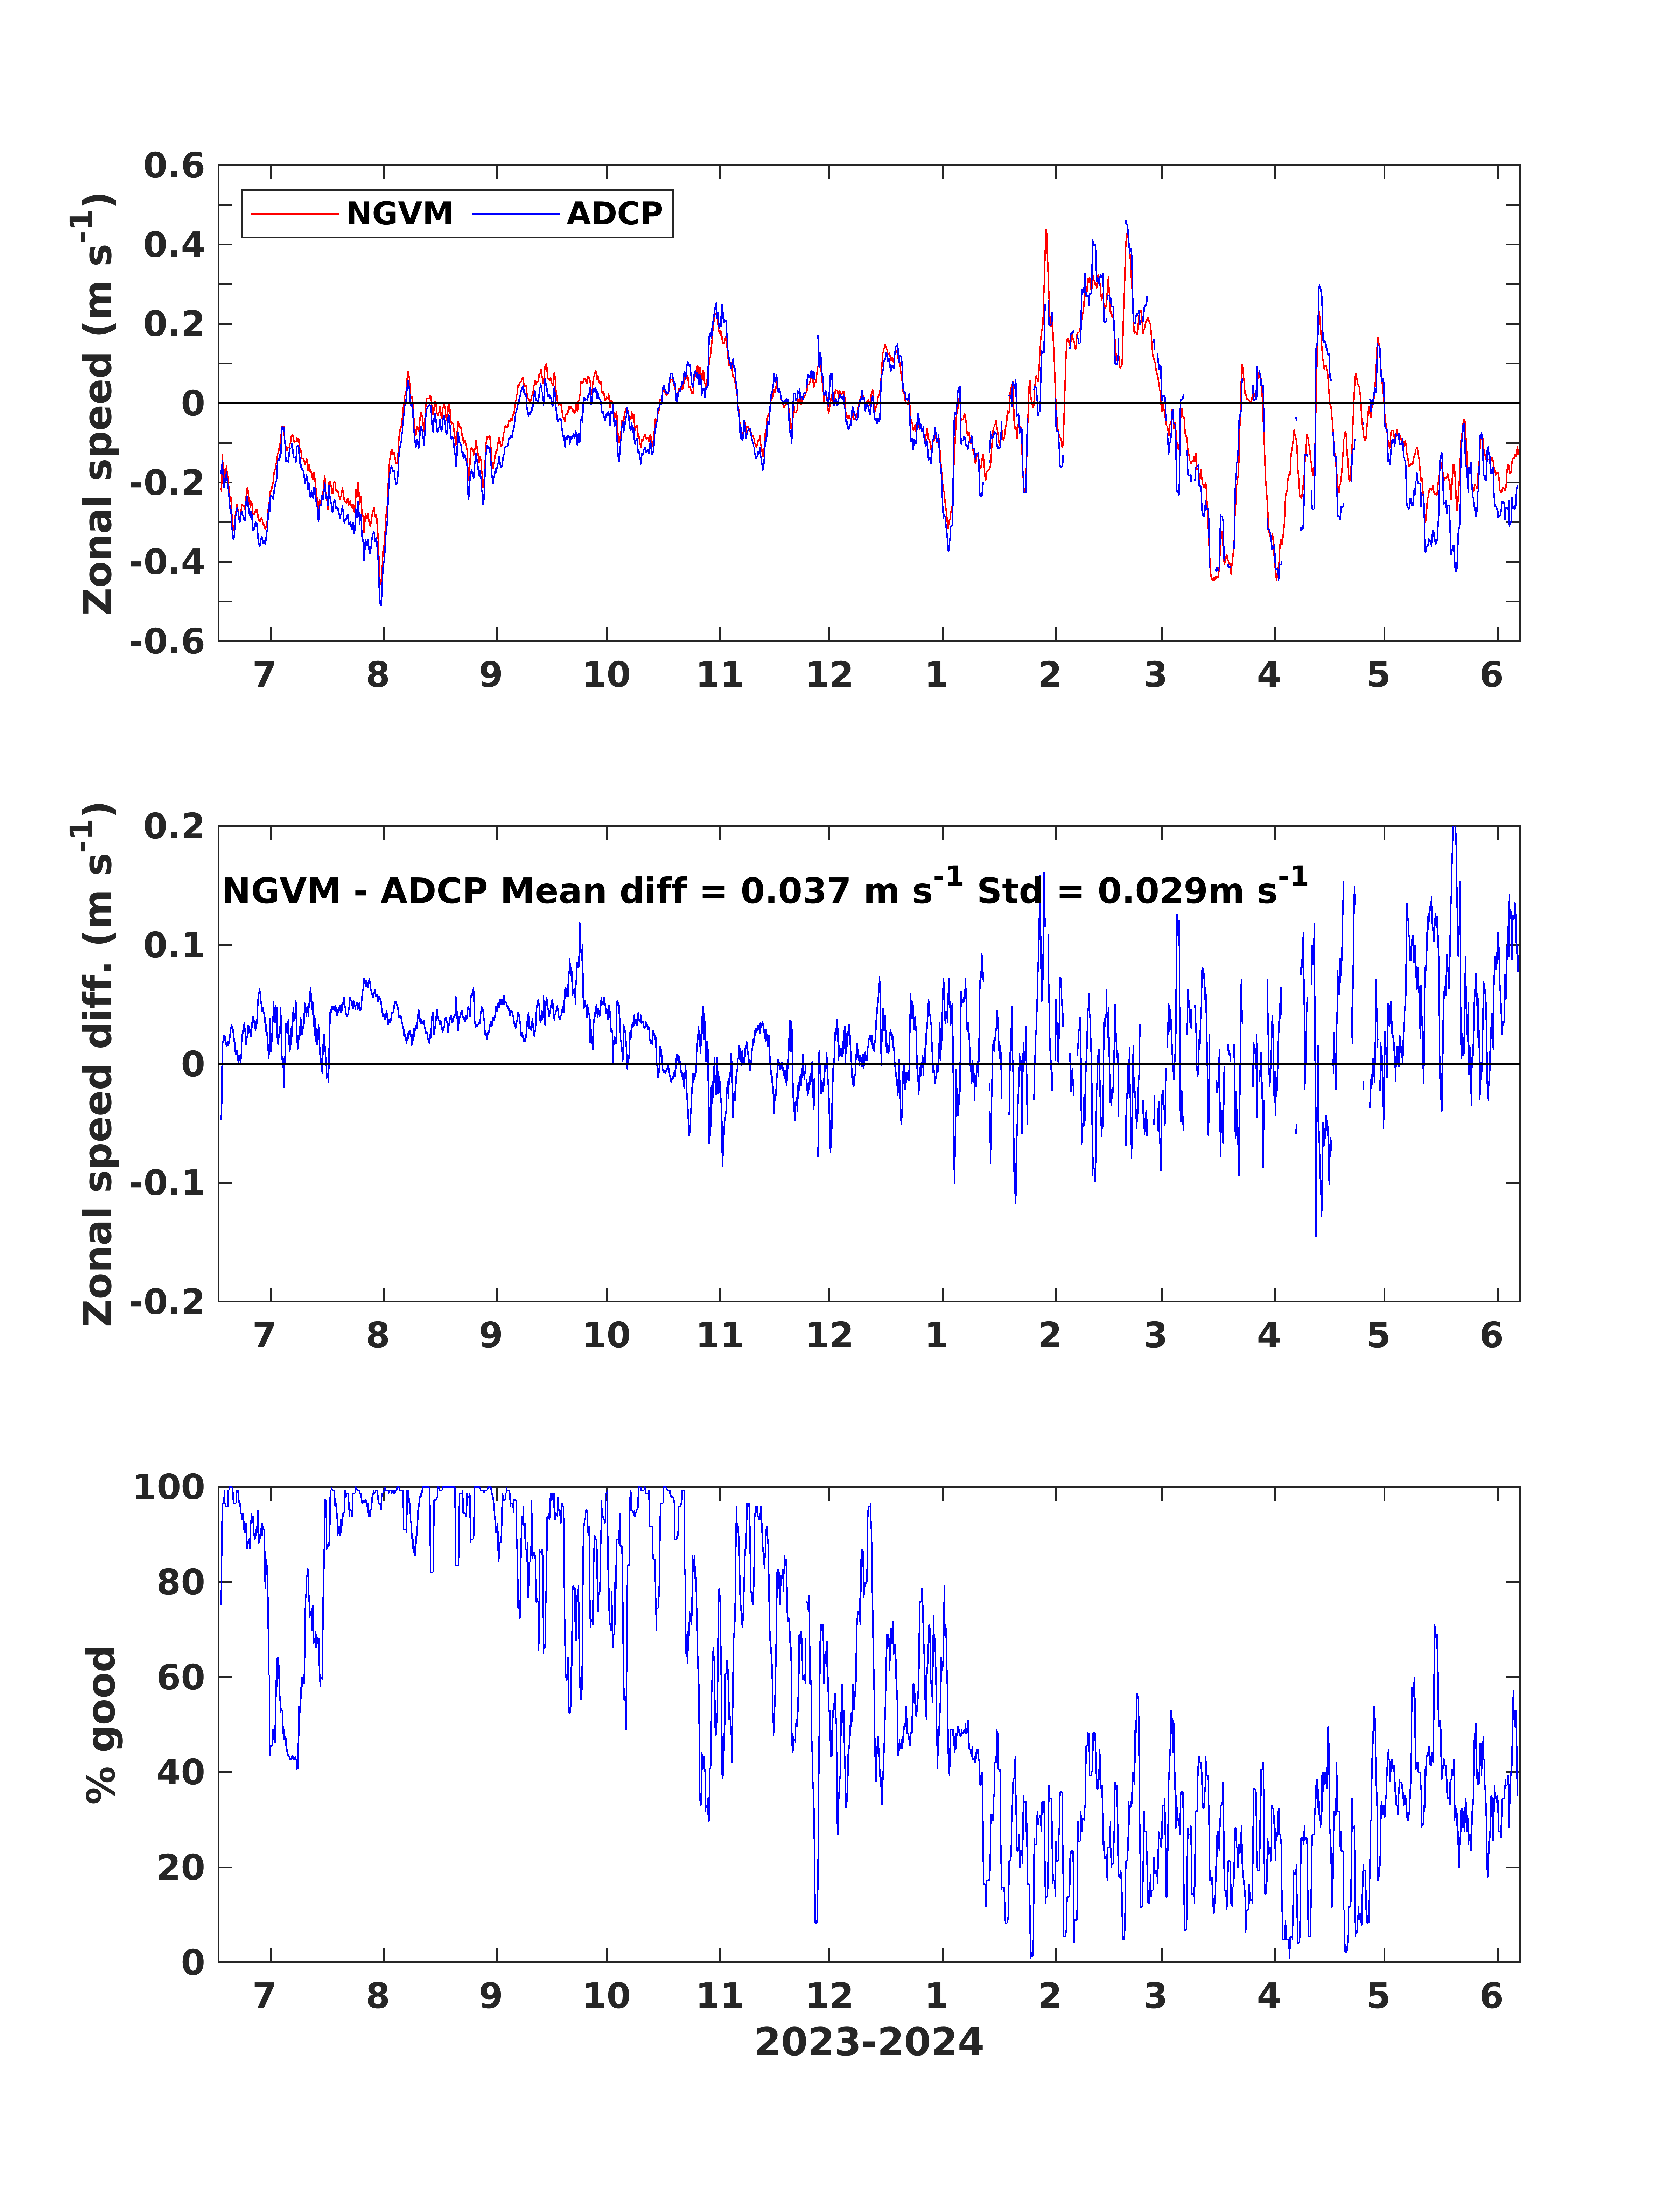 0.6
0.4
0.2
0
-0.2
-0.4
-0.6
Zonal speed (m s-1)
NGVM ADCP
7 8 9 10 11 12 1 2 3 4 5 6
0.2
0.1
0
-0.1
-0.2
Zonal speed diff. (m s-1)
NGVM - ADCP Mean diff = 0.037 m s-1 Std = 0.029m s-1
7 8 9 10 11 12 1 2 3 4 5 6
100
80
60
40
20
0
% good
7 8 9 10 11 12 1 2 3 4 5 6
2023-2024